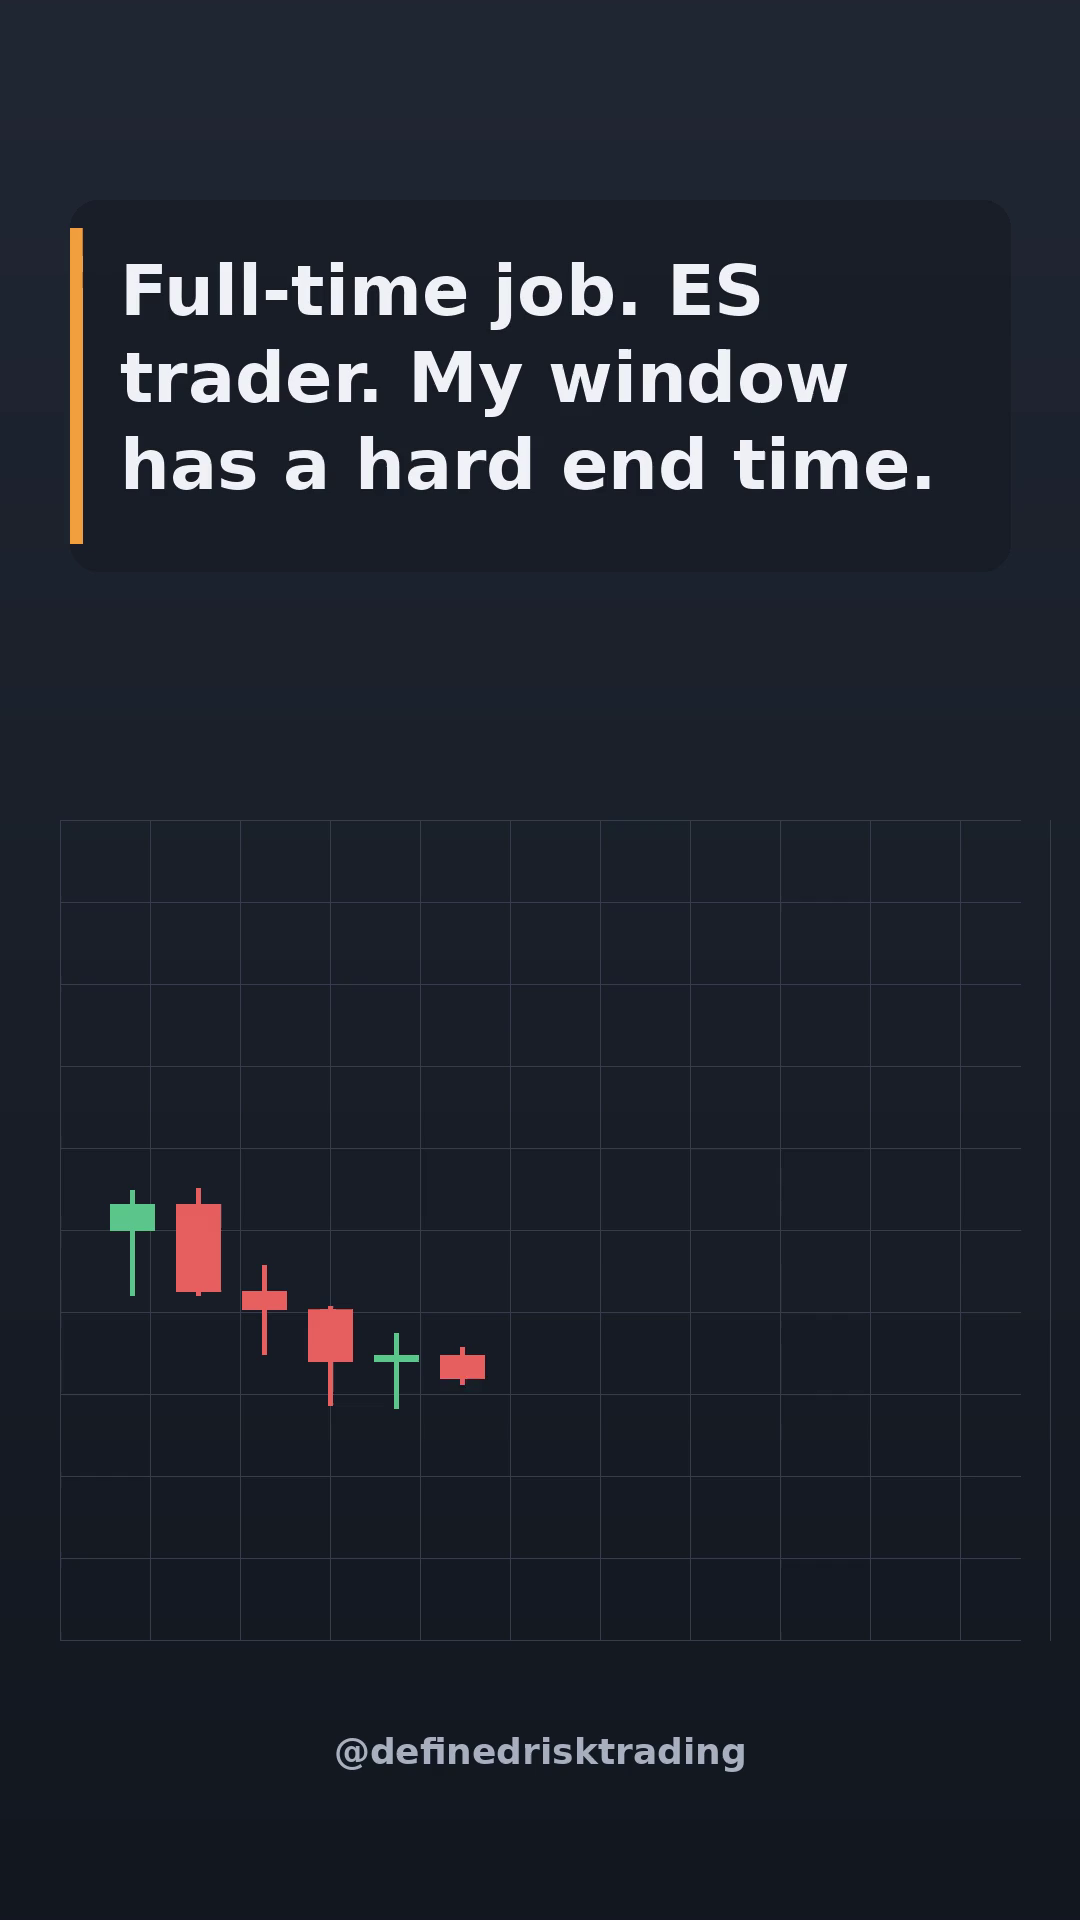 Full-time job. ES
trader. My window
has a hard end time.
@definedrisktrading